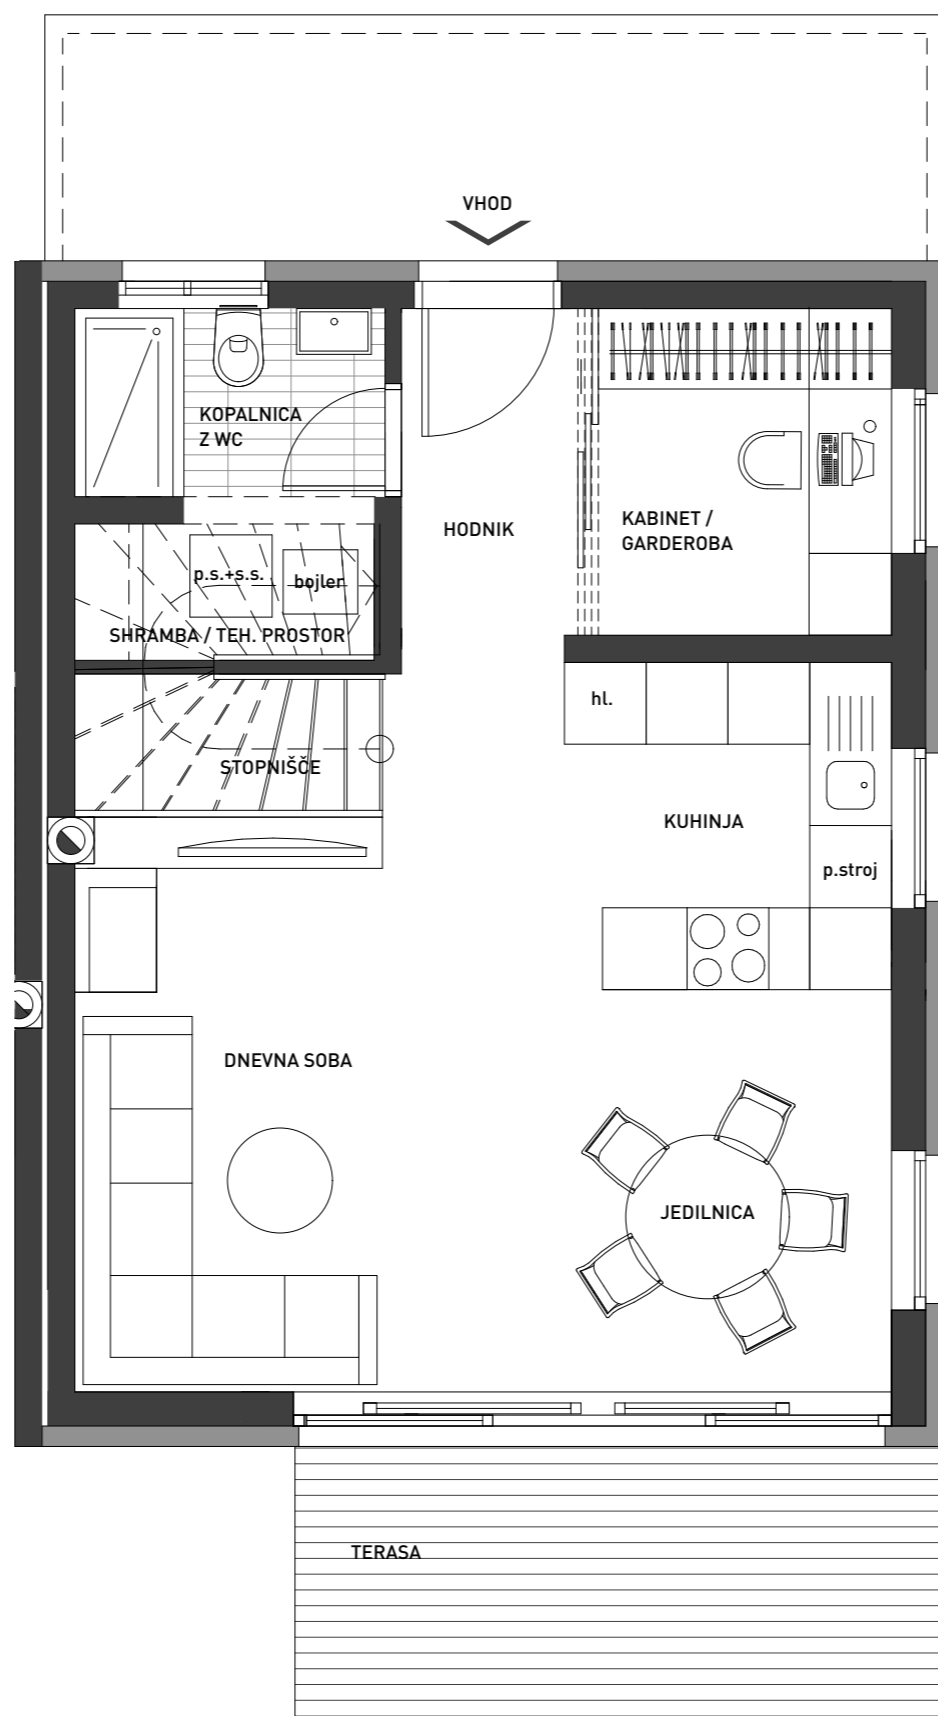 VHOD
KOPALNICA
Z WC
HODNIK
KABINET /
GARDEROBA
p.s.+s.s.
bojler
SHRAMBA / TEH. PROSTOR
hl.
STOPNIŠČE
KUHINJA
p.stroj
DNEVNA SOBA
JEDILNICA
TERASA